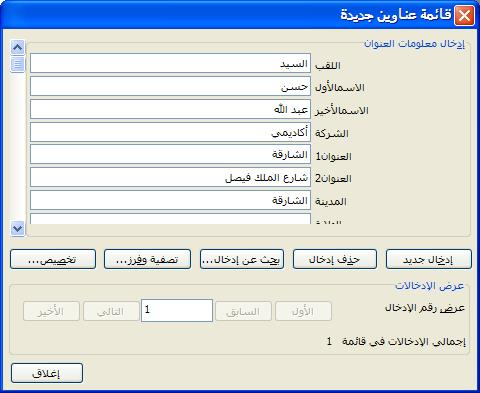 قائمة عناوين جديدة
إدخال معلومات العنوان
اللقب السيد
الاسمالأول حسن
الاسمالأخير عبد الله
الشركة أكاديمي
العنوان1 الشارقة
العنوان2 شارع الملك فيصل
المدينة الشارقة
إدخال جديد حذف إدخال بحث عن إدخال... تصفية وفرز... تخصيص...
عرض الإدخالات
عرض رقم الإدخال الأول السابق 1 التالي الأخير
إجمالي الإدخالات في قائمة 1
إغلاق